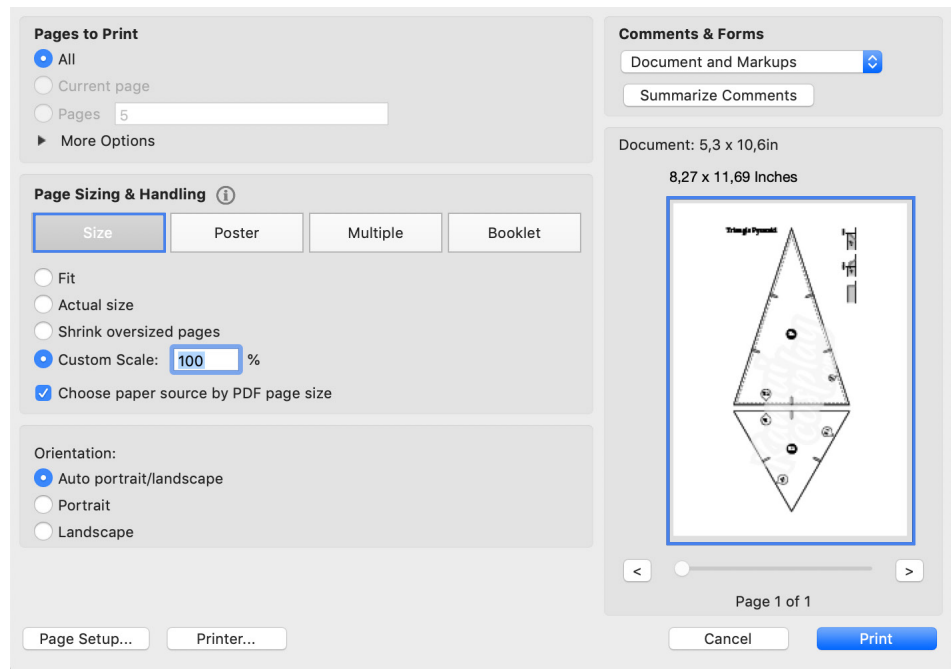 Pages to Print
All
Current page
Pages 5
More Options
Page Sizing & Handling
Size
Poster
Multiple
Booklet
Fit
Actual size
Shrink oversized pages
Custom Scale: 100 %
Choose paper source by PDF page size
Orientation:
Auto portrait/landscape
Portrait
Landscape
Page Setup...
Printer...
Comments & Forms
Document and Markups
Summarize Comments
Document: 5,3 x 10,6in
8,27 x 11,69 Inches
Triangle Pyramid
<
>
Page 1 of 1
Cancel
Print